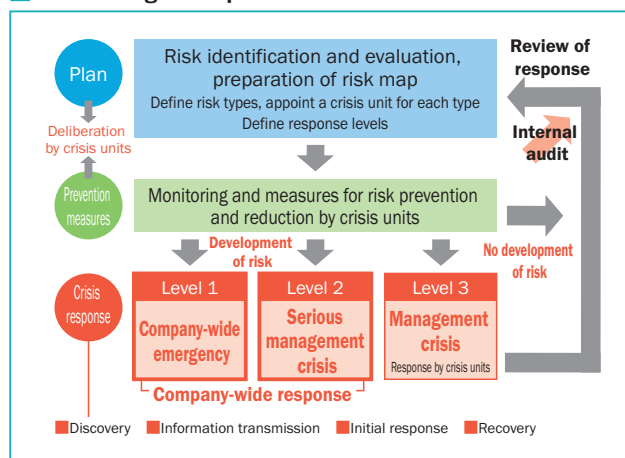 Plan
Risk identification and evaluation,
preparation of risk map
Define risk types, appoint a crisis unit for each type
Define response levels
Review of
response
Internal
audit
Deliberation
by crisis units
Prevention
measures
Monitoring and measures for risk prevention
and reduction by crisis units
Development
of risk
No development
of risk
Crisis
response
Level 1
Company-wide
emergency
Level 2
Serious
management
crisis
Level 3
Management
crisis
Response by crisis units
Company-wide response
Discovery
Information transmission
Initial response
Recovery